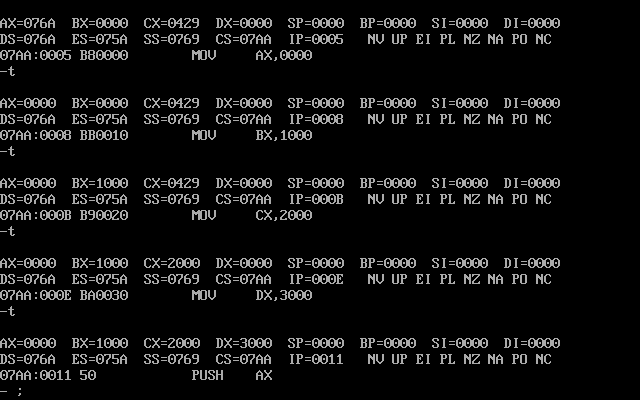 AX=076A  BX=0000  CX=0429  DX=0000  SP=0000  BP=0000  SI=0000  DI=0000
DS=076A  ES=075A  SS=0769  CS=07AA  IP=0005   NV UP EI PL NZ NA PO NC
07AA:0005 B80000        MOV     AX,0000
-t

AX=0000  BX=0000  CX=0429  DX=0000  SP=0000  BP=0000  SI=0000  DI=0000
DS=076A  ES=075A  SS=0769  CS=07AA  IP=0008   NV UP EI PL NZ NA PO NC
07AA:0008 BB0010        MOV     BX,1000
-t

AX=0000  BX=1000  CX=0429  DX=0000  SP=0000  BP=0000  SI=0000  DI=0000
DS=076A  ES=075A  SS=0769  CS=07AA  IP=000B   NV UP EI PL NZ NA PO NC
07AA:000B B90020        MOV     CX,2000
-t

AX=0000  BX=1000  CX=2000  DX=0000  SP=0000  BP=0000  SI=0000  DI=0000
DS=076A  ES=075A  SS=0769  CS=07AA  IP=000E   NV UP EI PL NZ NA PO NC
07AA:000E BA0030        MOV     DX,3000
-t

AX=0000  BX=1000  CX=2000  DX=3000  SP=0000  BP=0000  SI=0000  DI=0000
DS=076A  ES=075A  SS=0769  CS=07AA  IP=0011   NV UP EI PL NZ NA PO NC
07AA:0011 50            PUSH    AX
- ;